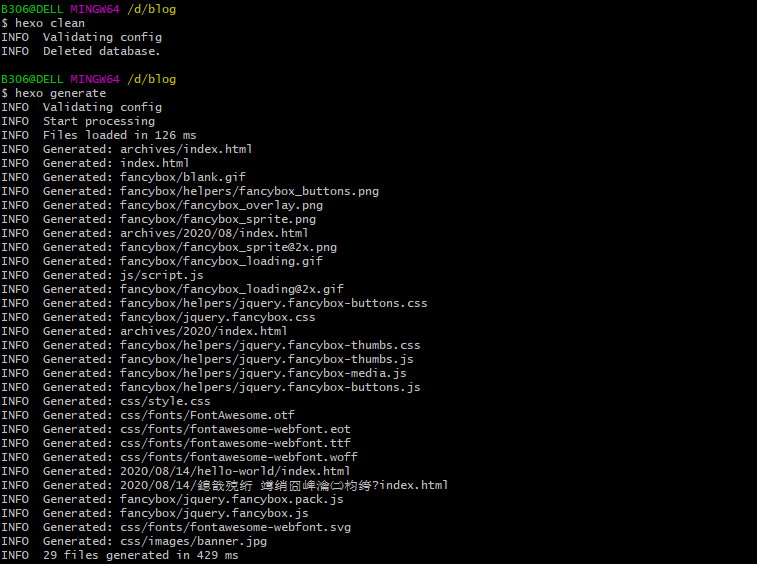 B306@DELL MINGW64 /d/blog
$ hexo clean
INFO  Validating config
INFO  Deleted database.
B306@DELL MINGW64 /d/blog
$ hexo generate
INFO  Validating config
INFO  Start processing
INFO  Files loaded in 126 ms
INFO  Generated: archives/index.html
INFO  Generated: index.html
INFO  Generated: fancybox/blank.gif
INFO  Generated: fancybox/helpers/fancybox_buttons.png
INFO  Generated: fancybox/fancybox_overlay.png
INFO  Generated: fancybox/fancybox_sprite.png
INFO  Generated: archives/2020/08/index.html
INFO  Generated: fancybox/fancybox_sprite@2x.png
INFO  Generated: fancybox/fancybox_loading.gif
INFO  Generated: js/script.js
INFO  Generated: fancybox/fancybox_loading@2x.gif
INFO  Generated: fancybox/helpers/jquery.fancybox-buttons.css
INFO  Generated: fancybox/jquery.fancybox.css
INFO  Generated: archives/2020/index.html
INFO  Generated: fancybox/helpers/jquery.fancybox-thumbs.css
INFO  Generated: fancybox/helpers/jquery.fancybox-thumbs.js
INFO  Generated: fancybox/helpers/jquery.fancybox-media.js
INFO  Generated: fancybox/helpers/jquery.fancybox-buttons.js
INFO  Generated: css/style.css
INFO  Generated: css/fonts/FontAwesome.otf
INFO  Generated: css/fonts/fontawesome-webfont.eot
INFO  Generated: css/fonts/fontawesome-webfont.ttf
INFO  Generated: css/fonts/fontawesome-webfont.woff
INFO  Generated: 2020/08/14/hello-world/index.html
INFO  Generated: 2020/08/14/?index.html
INFO  Generated: fancybox/jquery.fancybox.pack.js
INFO  Generated: fancybox/jquery.fancybox.js
INFO  Generated: css/fonts/fontawesome-webfont.svg
INFO  Generated: css/images/banner.jpg
INFO  29 files generated in 429 ms